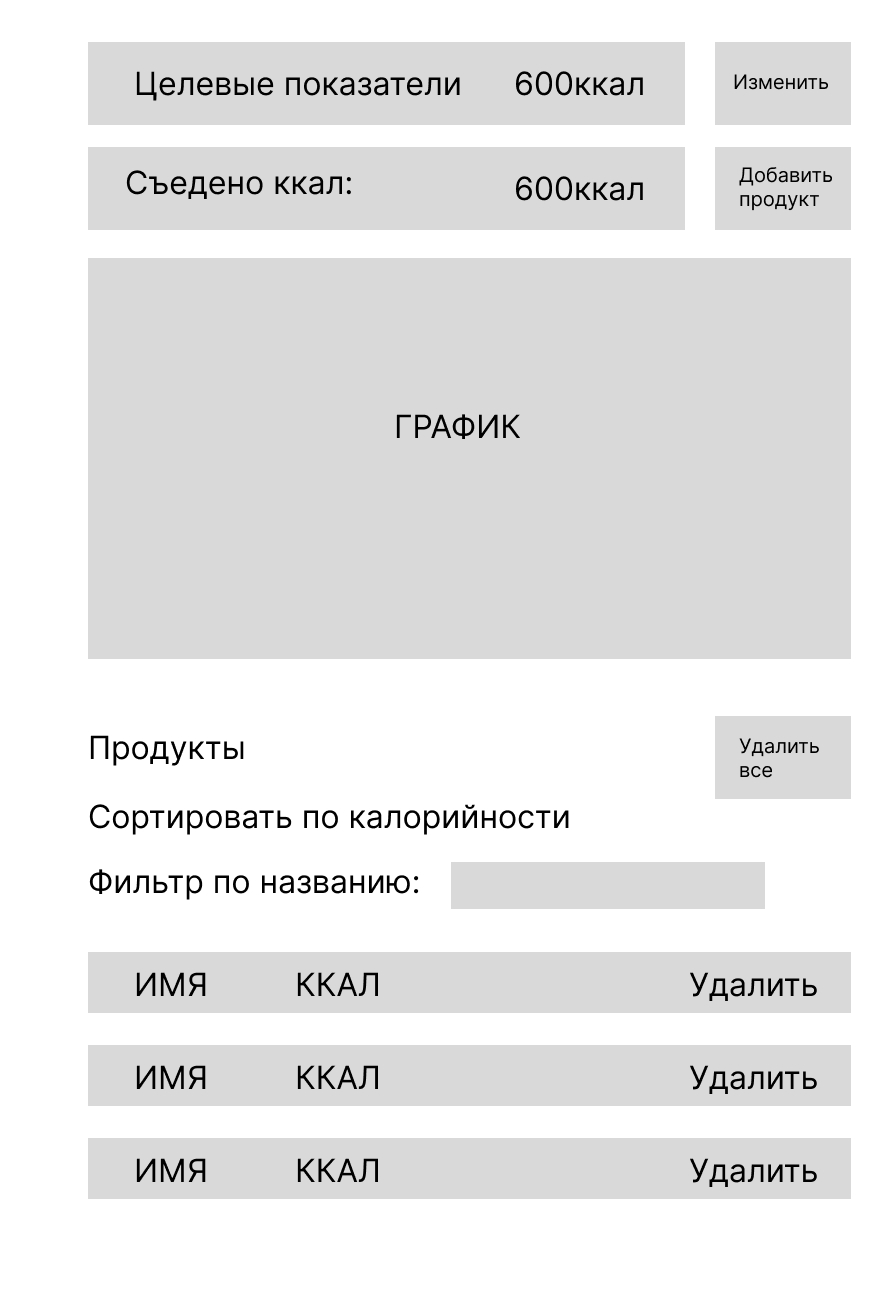 Целевые показатели 600ккал Изменить
Съедено ккал: 600ккал Добавить
продукт
ГРАФИК
Продукты
Удалить
все
Сортировать по калорийности
Фильтр по названию:
ИМЯ ККАЛ Удалить
ИМЯ ККАЛ Удалить
ИМЯ ККАЛ Удалить